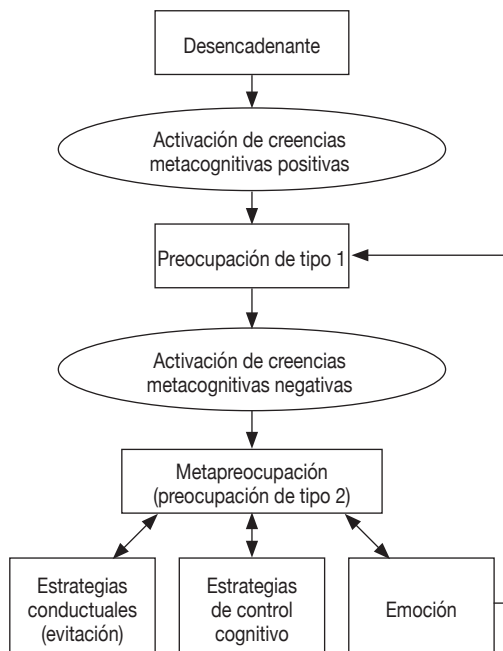 Desencadenante
Activación de creencias
metacognitivas positivas
Preocupación de tipo 1
Activación de creencias
metacognitivas negativas
Metapreocupación
(preocupación de tipo 2)
Estrategias
conductuales
(evitación)
Estrategias
de control
cognitivo
Emoción